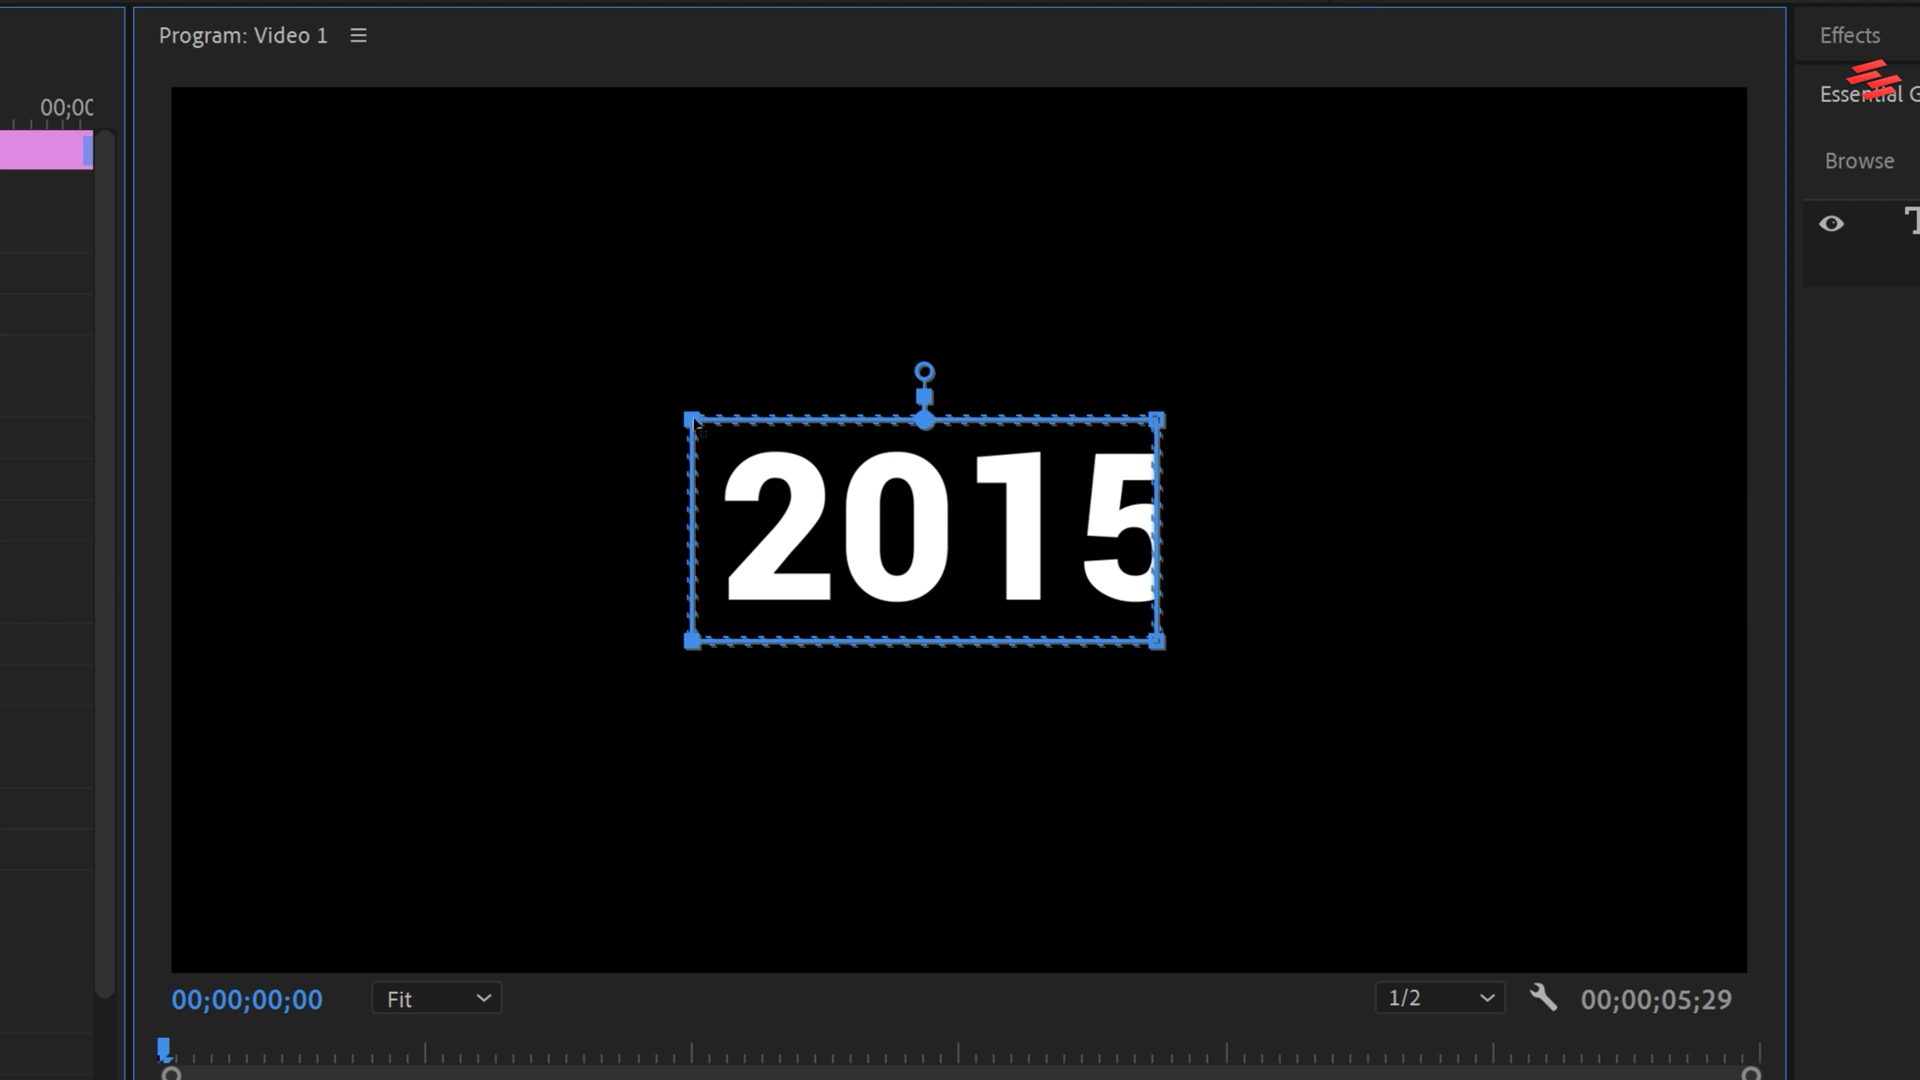 Program: Video 1
Effects
00;00
Essential G
Browse
T
2015
00;00;00;00
Fit
1/2
00;00;05;29